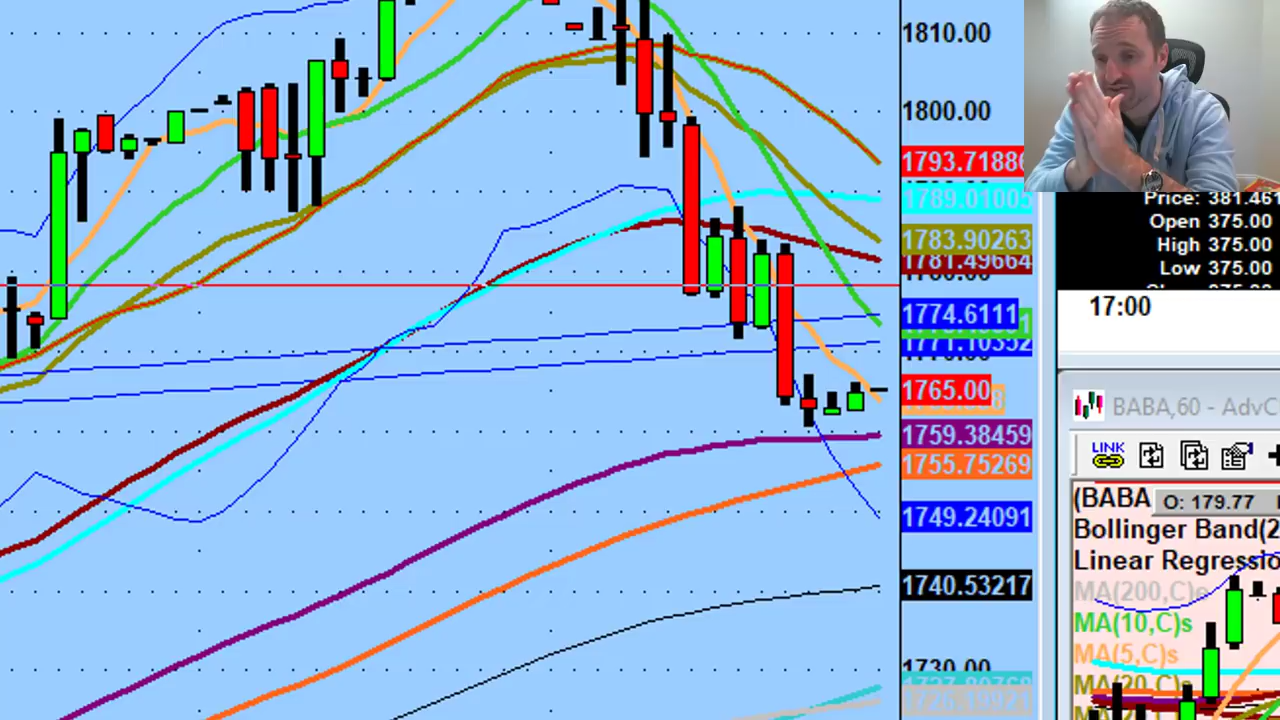 1810.00
1800.00
1793.71886
1789.01005
1783.90263
1781.49664
1774.6111
1771.10352
1765.00
1759.38459
1755.75269
1749.24091
1740.53217
1730.00
Price: 381.461
Open 375.00
High 375.00
Low 375.00
17:00
BABA,60 - AdvC
LINK
(BABA O: 179.77
Bollinger Band(2
Linear Regressio
MA(200,C)e
MA(10,C)s
MA(5,C)s
MA(20,C)